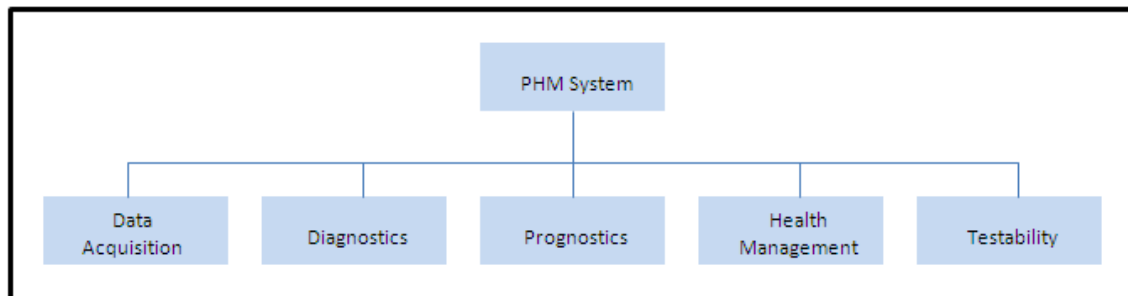 PHM System
Data
Acquisition
Diagnostics
Prognostics
Health
Management
Testability